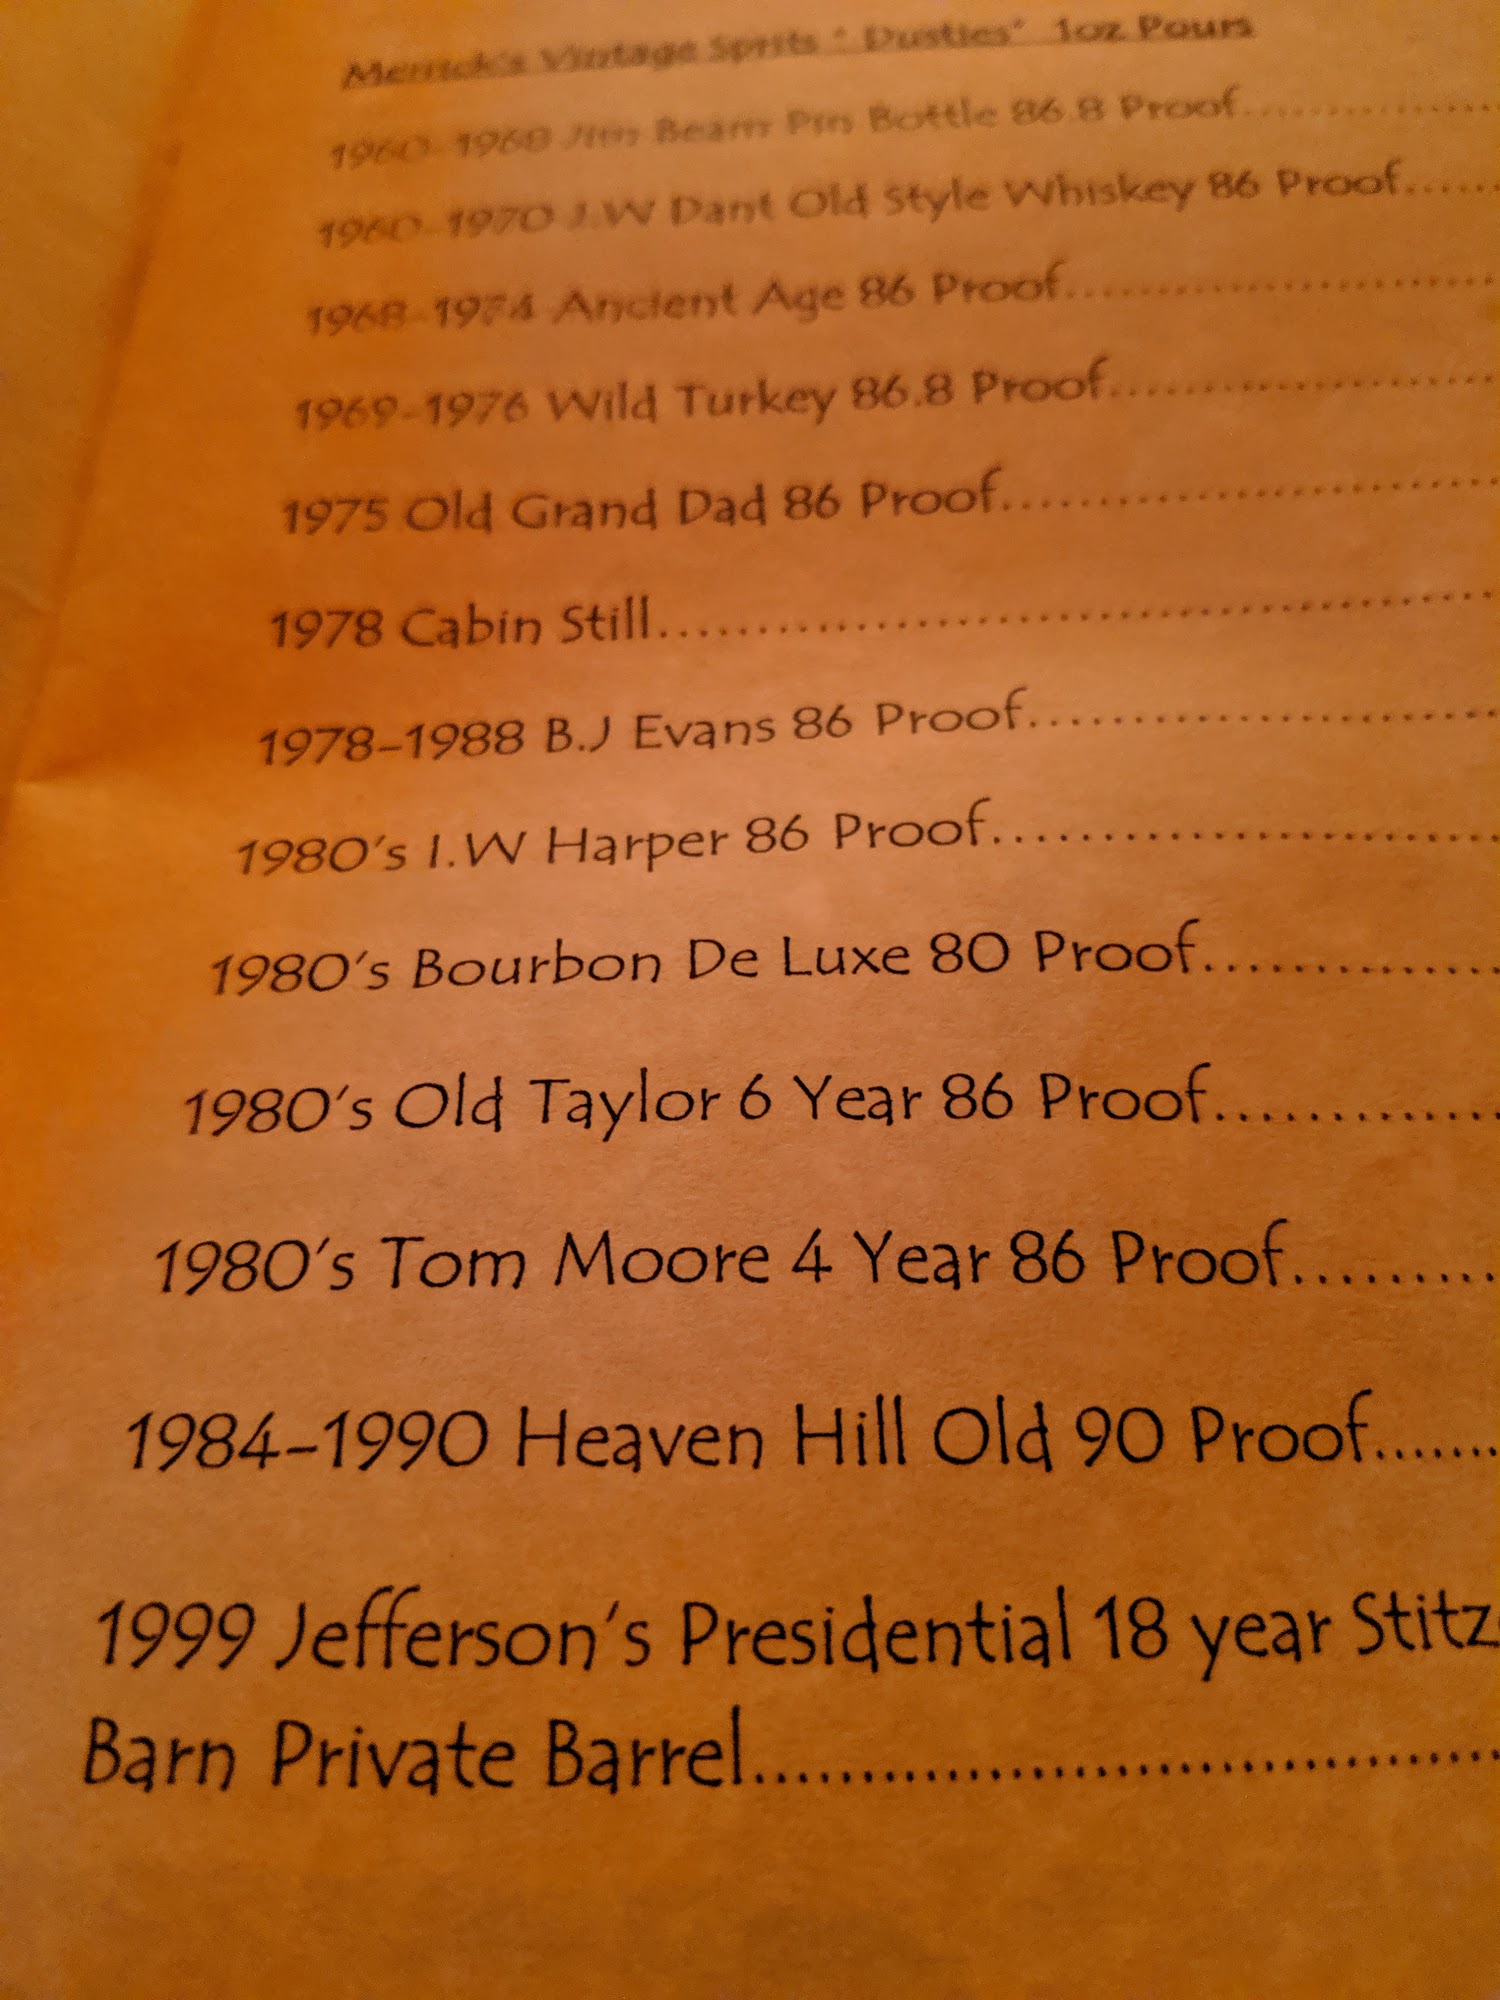 Merrick's Vintage Sprits " Dusties" 1oz Pours
1960-1968 Jim Beam Pin Bottle 86.8 Proof
1960-1970 J.W Dant Old Style Whiskey 86 Proof
1968-1974 Ancient Age 86 Proof
1969-1976 Wild Turkey 86.8 Proof
1975 Old Grand Dad 86 Proof
1978 Cabin Still
1978-1988 B.J Evans 86 Proof
1980's I.W Harper 86 Proof
1980's Bourbon De Luxe 80 Proof
1980's Old Taylor 6 Year 86 Proof
1980's Tom Moore 4 Year 86 Proof
1984-1990 Heaven Hill Old 90 Proof
1999 Jefferson's Presidential 18 year Stitz
Barn Private Barrel